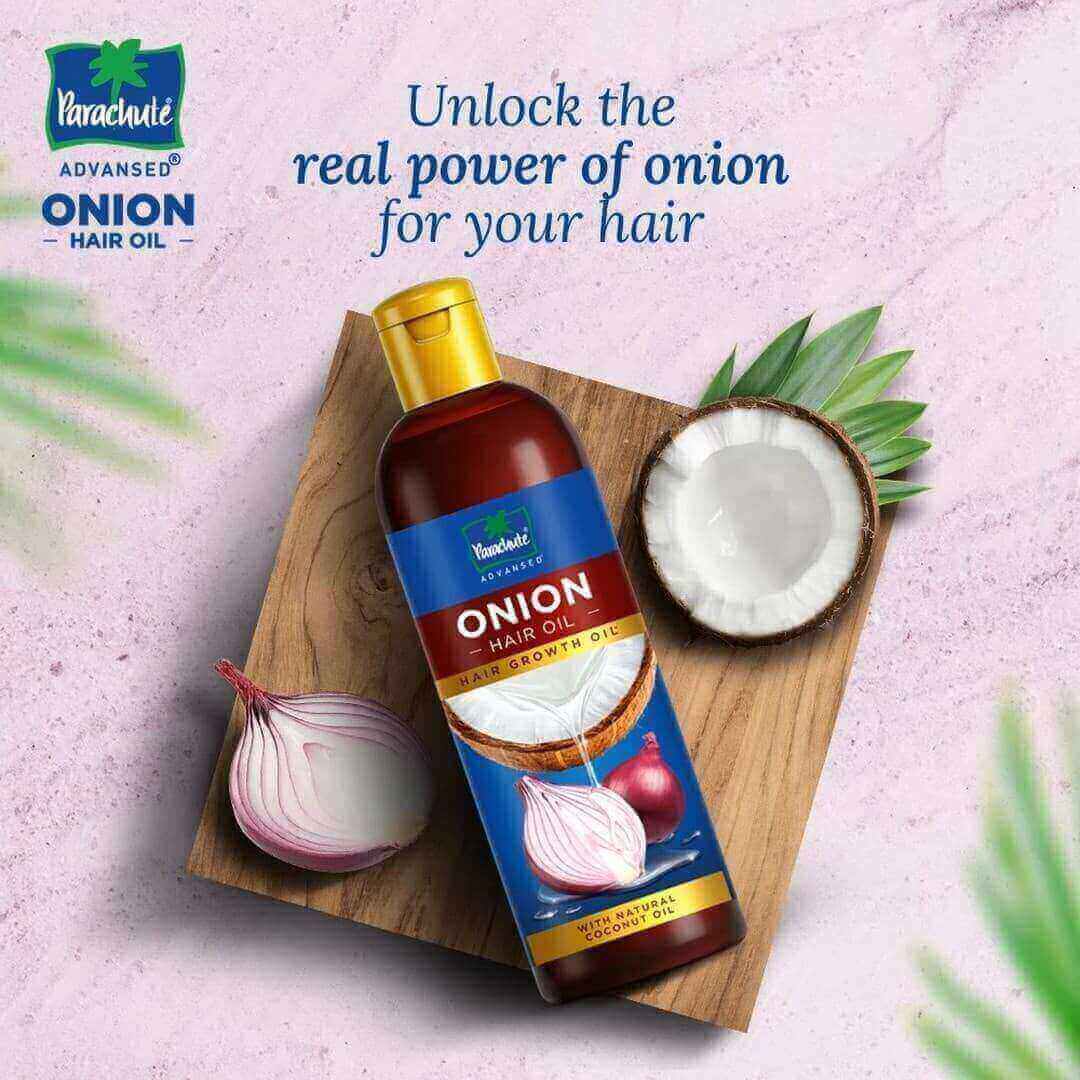 Parachute®
ADVANSED®
ONION
- HAIR OIL -
Unlock the
real power of onion
for your hair
Parachute®
ADVANSED
ONION
- HAIR OIL -
HAIR GROWTH OIL*
WITH NATURAL
COCONUT OIL